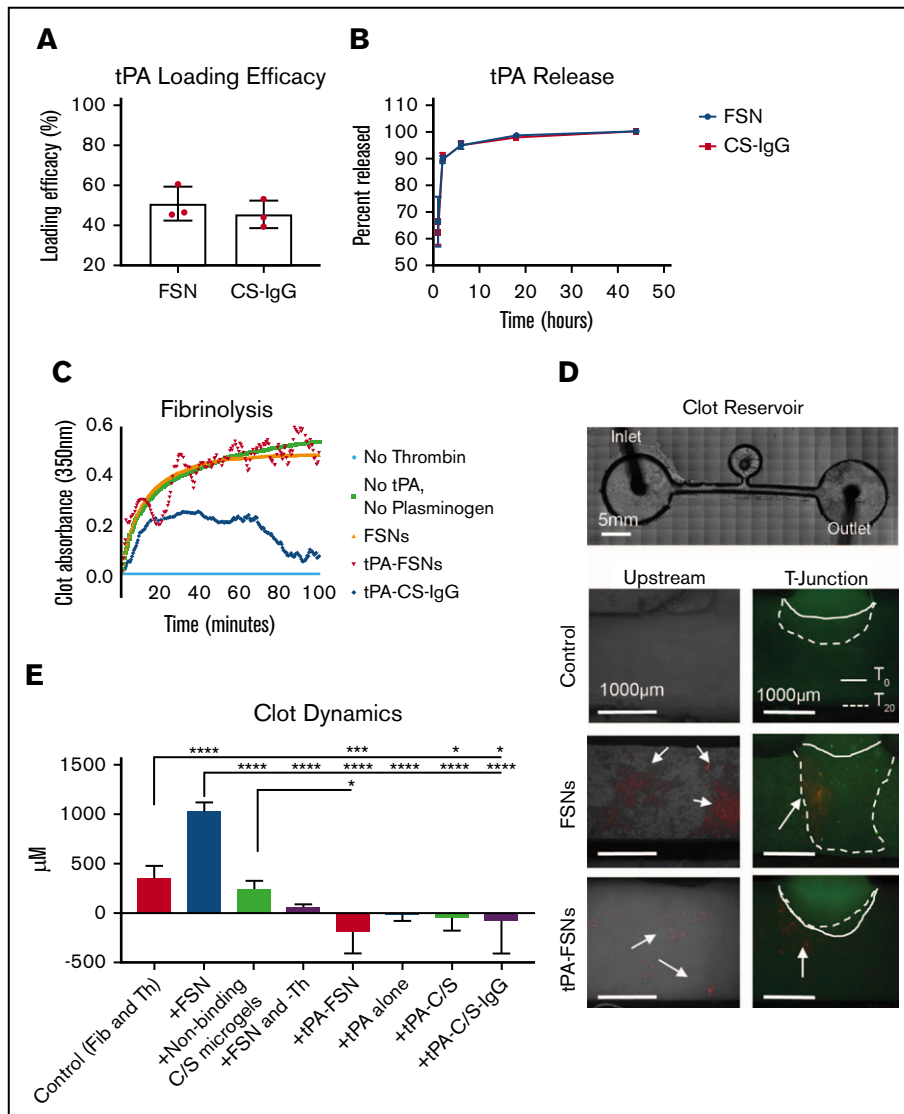 A
tPA Loading Efficacy
Loading efficacy (%)
100
80
60
40
20
FSN
CS-IgG
B
tPA Release
Percent released
110
100
90
80
70
60
50
0 10 20 30 40 50
Time (hours)
FSN
CS-IgG
C
Fibrinolysis
Clot absorbance (350nm)
0.6
0.4
0.2
0.0
20 40 60 80 100
Time (minutes)
No Thrombin
No tPA,
No Plasminogen
FSNs
tPA-FSNs
tPA-CS-IgG
D
Clot Reservoir
Inlet
5mm
Outlet
Upstream
T-Junction
Control
1000µm
1000µm
T0
T20
FSNs
tPA-FSNs
E
Clot Dynamics
µM
1500
1000
500
0
-500
**** *** * *
**** **** **** **** **** ****
*
Control (Fib and Th)
+FSN
+Non-binding
C/S microgels
+FSN and -Th
+tPA-FSN
+tPA alone
+tPA-C/S
+tPA-C/S-IgG